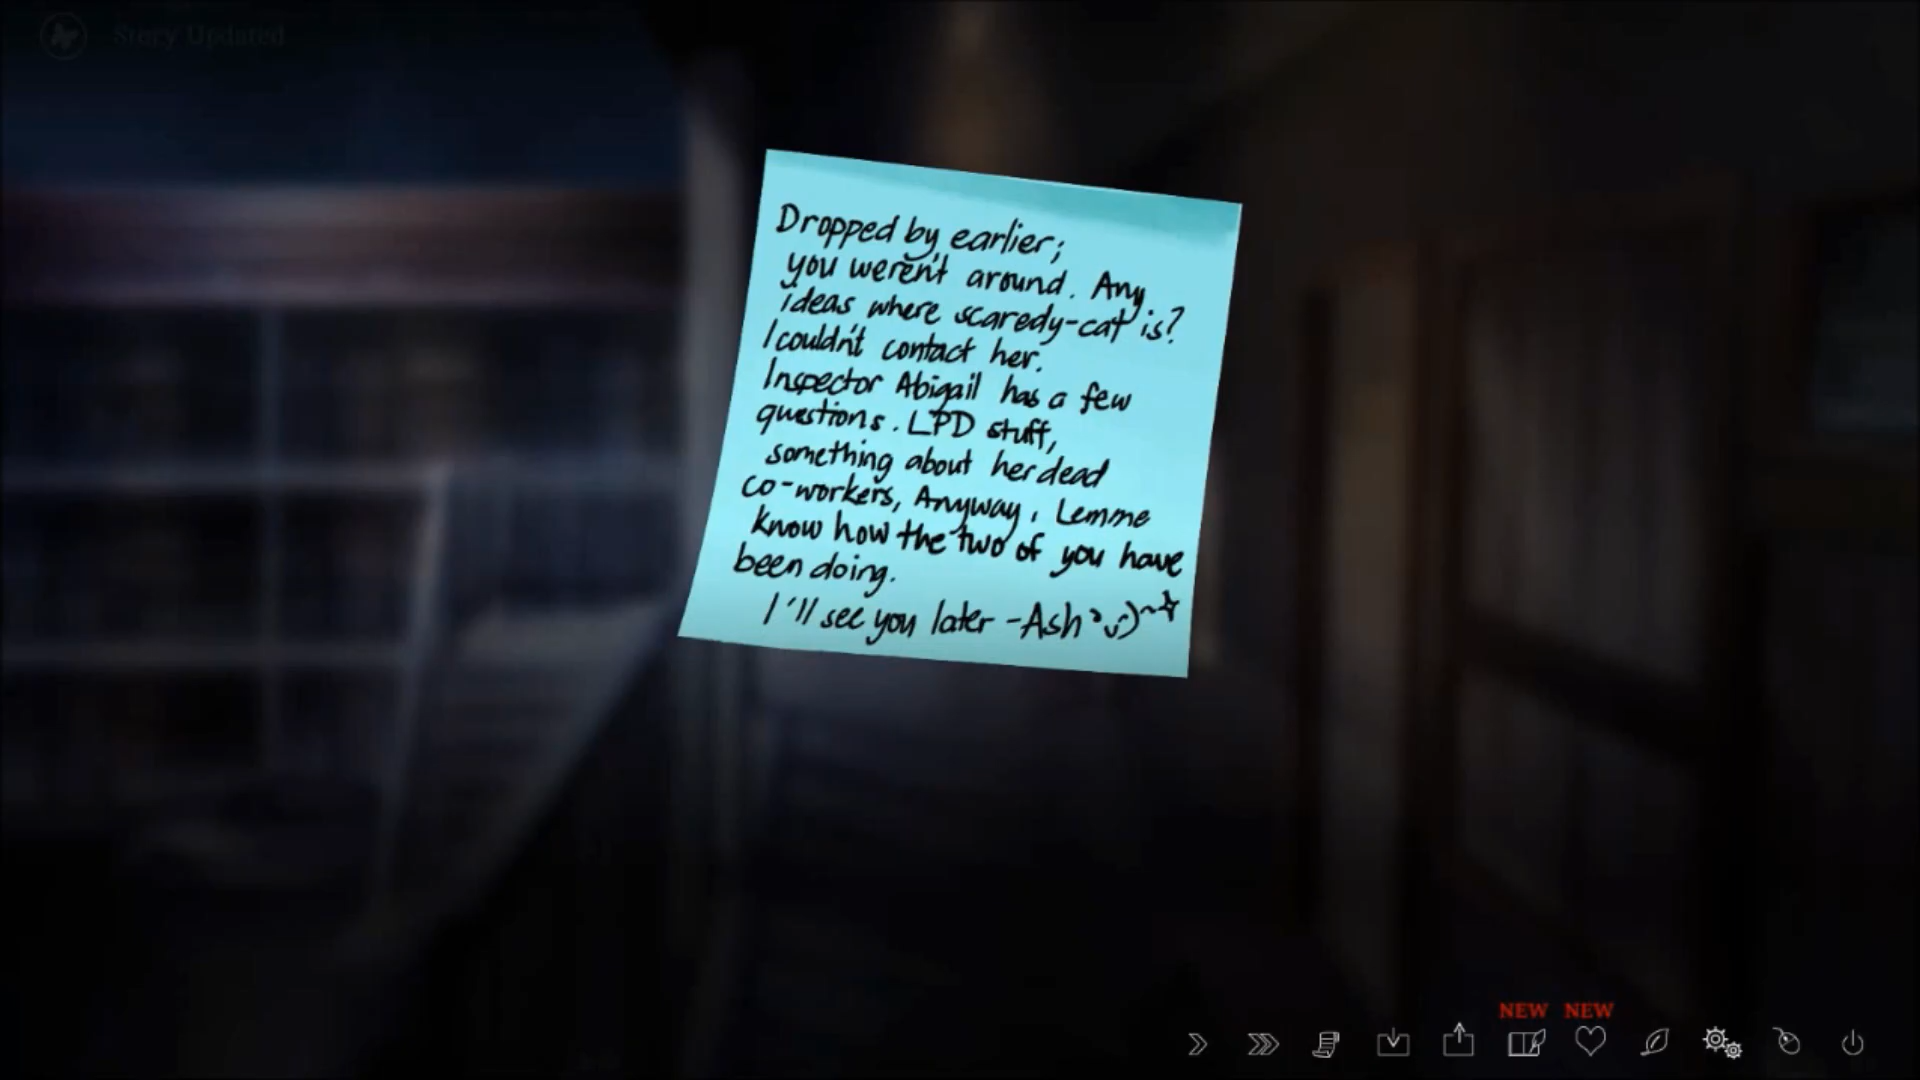 Story Updated
Dropped by earlier;
you weren't around. Any
ideas where scaredy-cat is?
I couldn't contact her.
Inspector Abigail has a few
questions. LPD stuff,
something about her dead
co-workers, Anyway, Lemme
know how the two of you have
been doing.
I'll see you later -Ash
NEW NEW